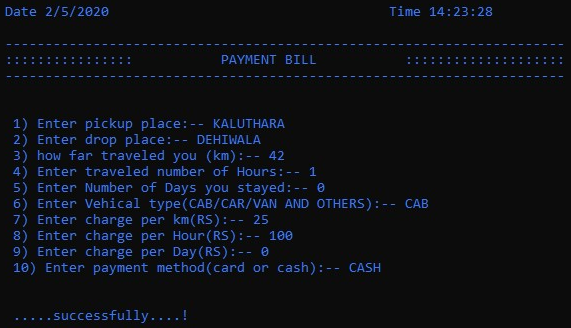 Date 2/5/2020 Time 14:23:28
----------------------------------------------------------------------
:::::::::::::::: PAYMENT BILL ::::::::::::::::::::
----------------------------------------------------------------------
1) Enter pickup place:-- KALUTHARA
2) Enter drop place:-- DEHIWALA
3) how far traveled you (km):-- 42
4) Enter traveled number of Hours:-- 1
5) Enter Number of Days you stayed:-- 0
6) Enter Vehical type(CAB/CAR/VAN AND OTHERS):-- CAB
7) Enter charge per km(RS):-- 25
8) Enter charge per Hour(RS):-- 100
9) Enter charge per Day(RS):-- 0
10) Enter payment method(card or cash):-- CASH
.....successfully....!